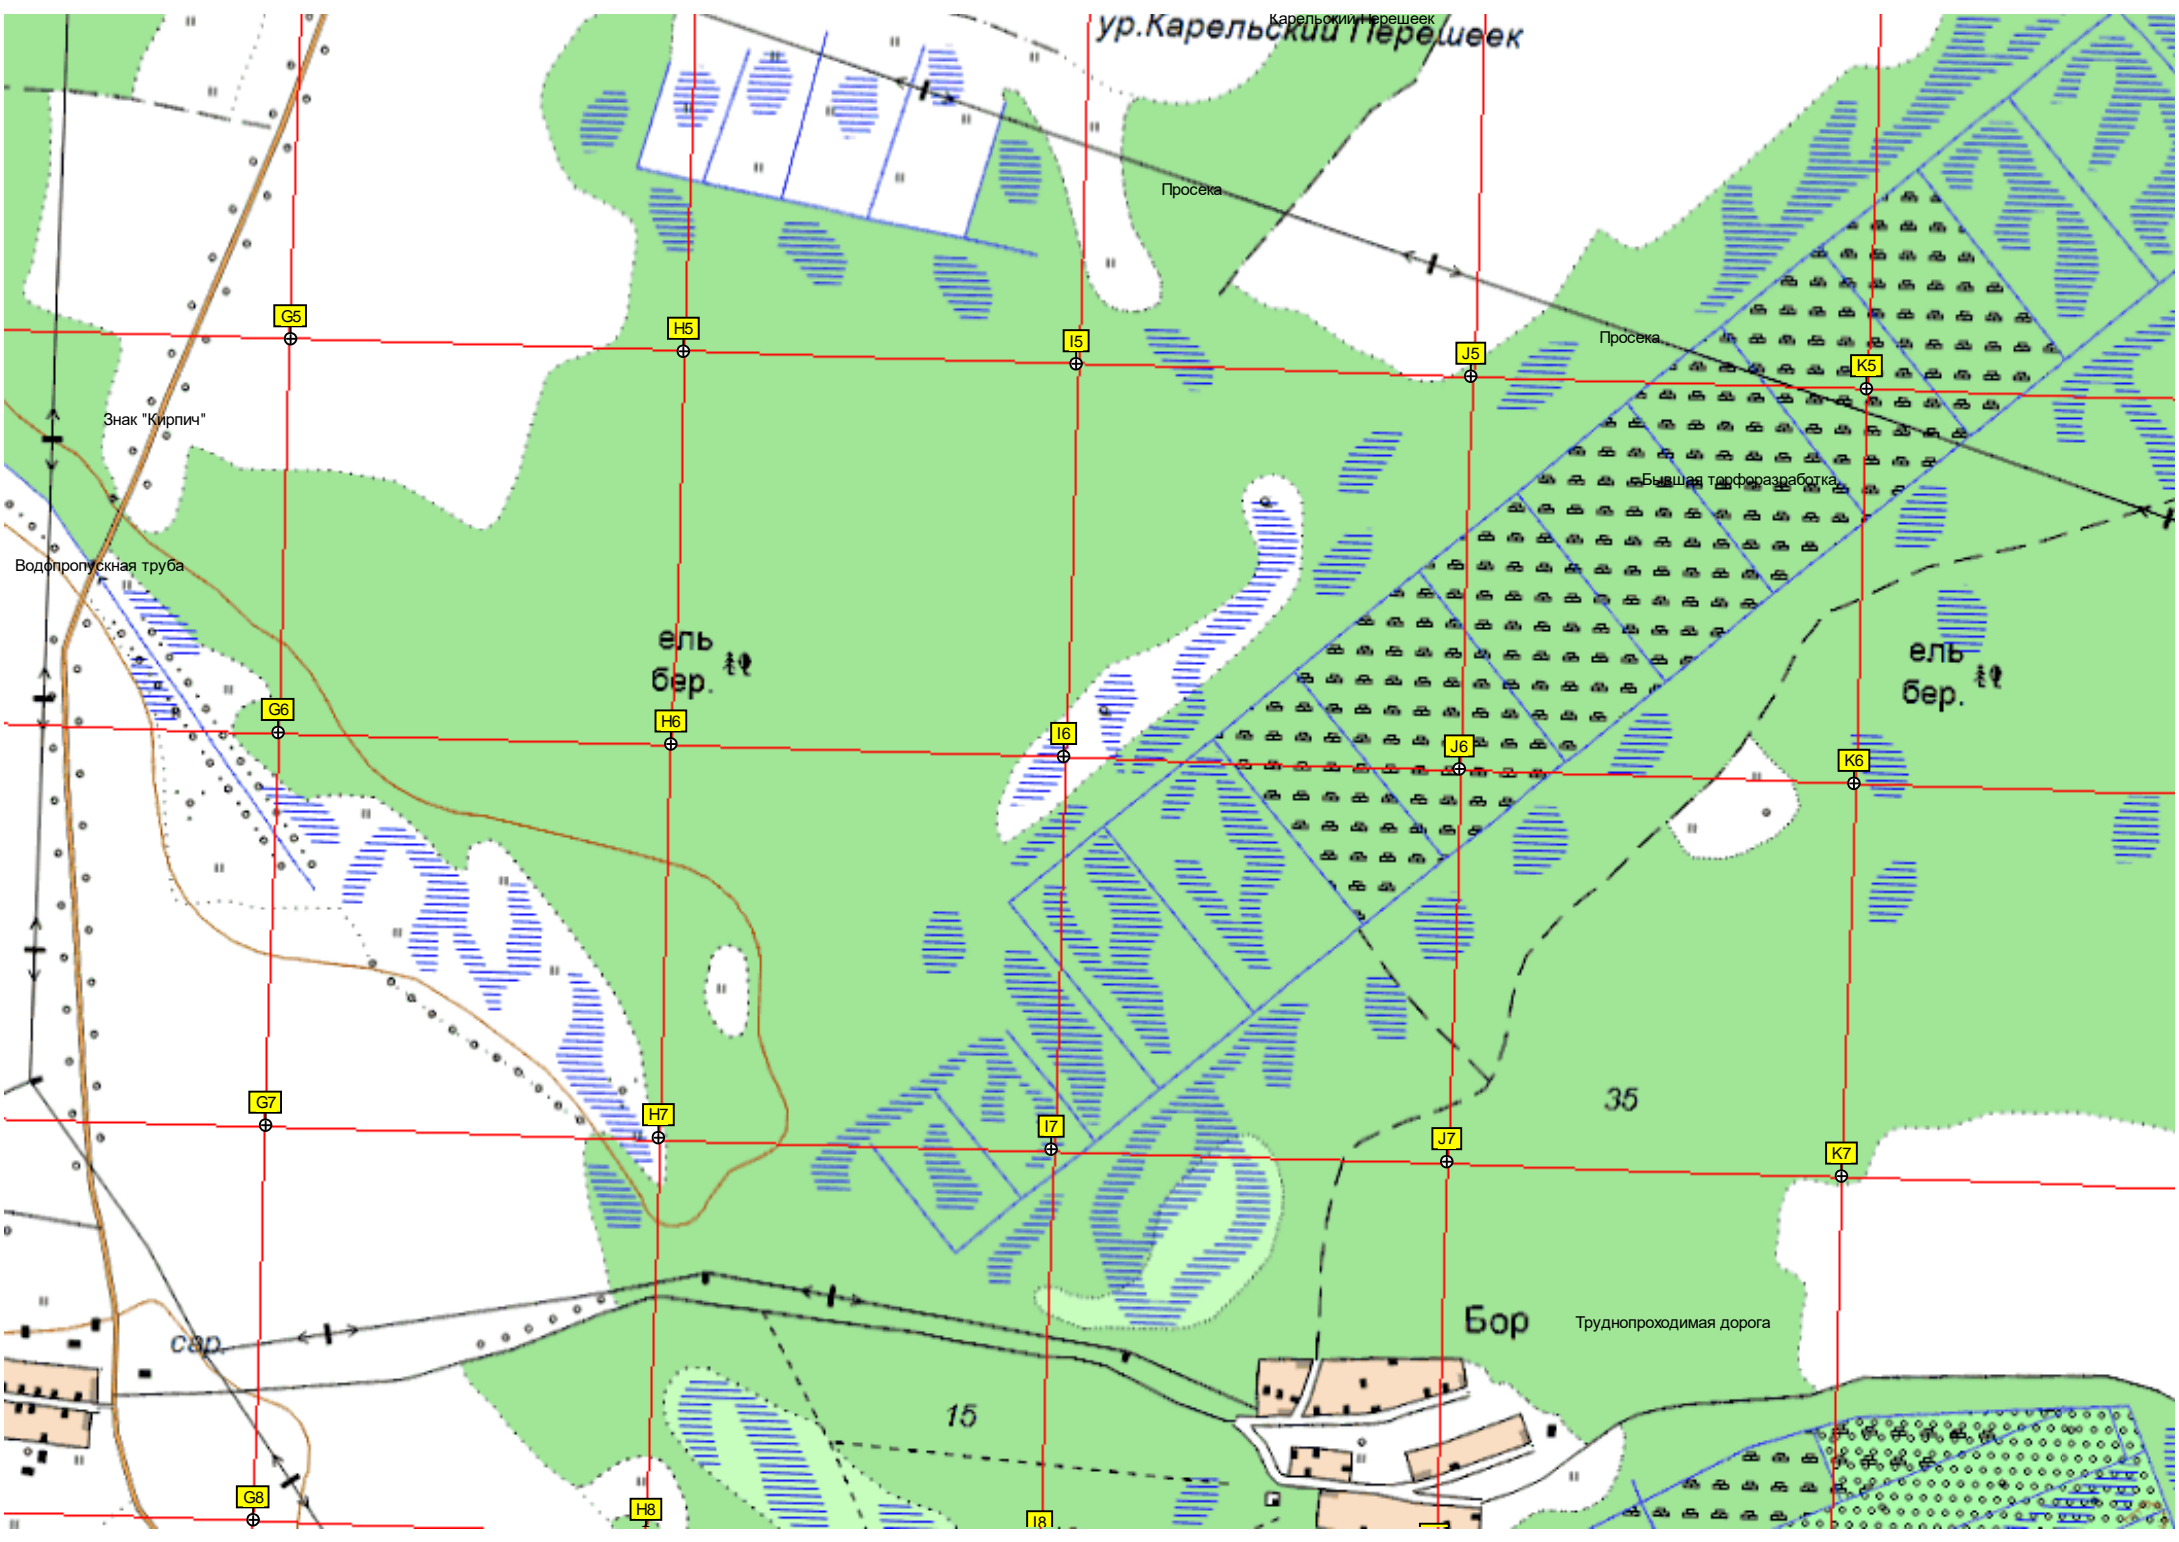 Карельский Перешеек
ур.Карельский Перешеек
Просека
G5
H5
I5
J5
Просека
K5
Знак "Кирпич"
Бывшая торфоразработка
Водопропускная труба
ель
бер.
ель
бер.
G6
H6
I6
J6
K6
35
G7
H7
I7
J7
K7
Бор
Труднопроходимая дорога
сар.
15
G8
H8
I8